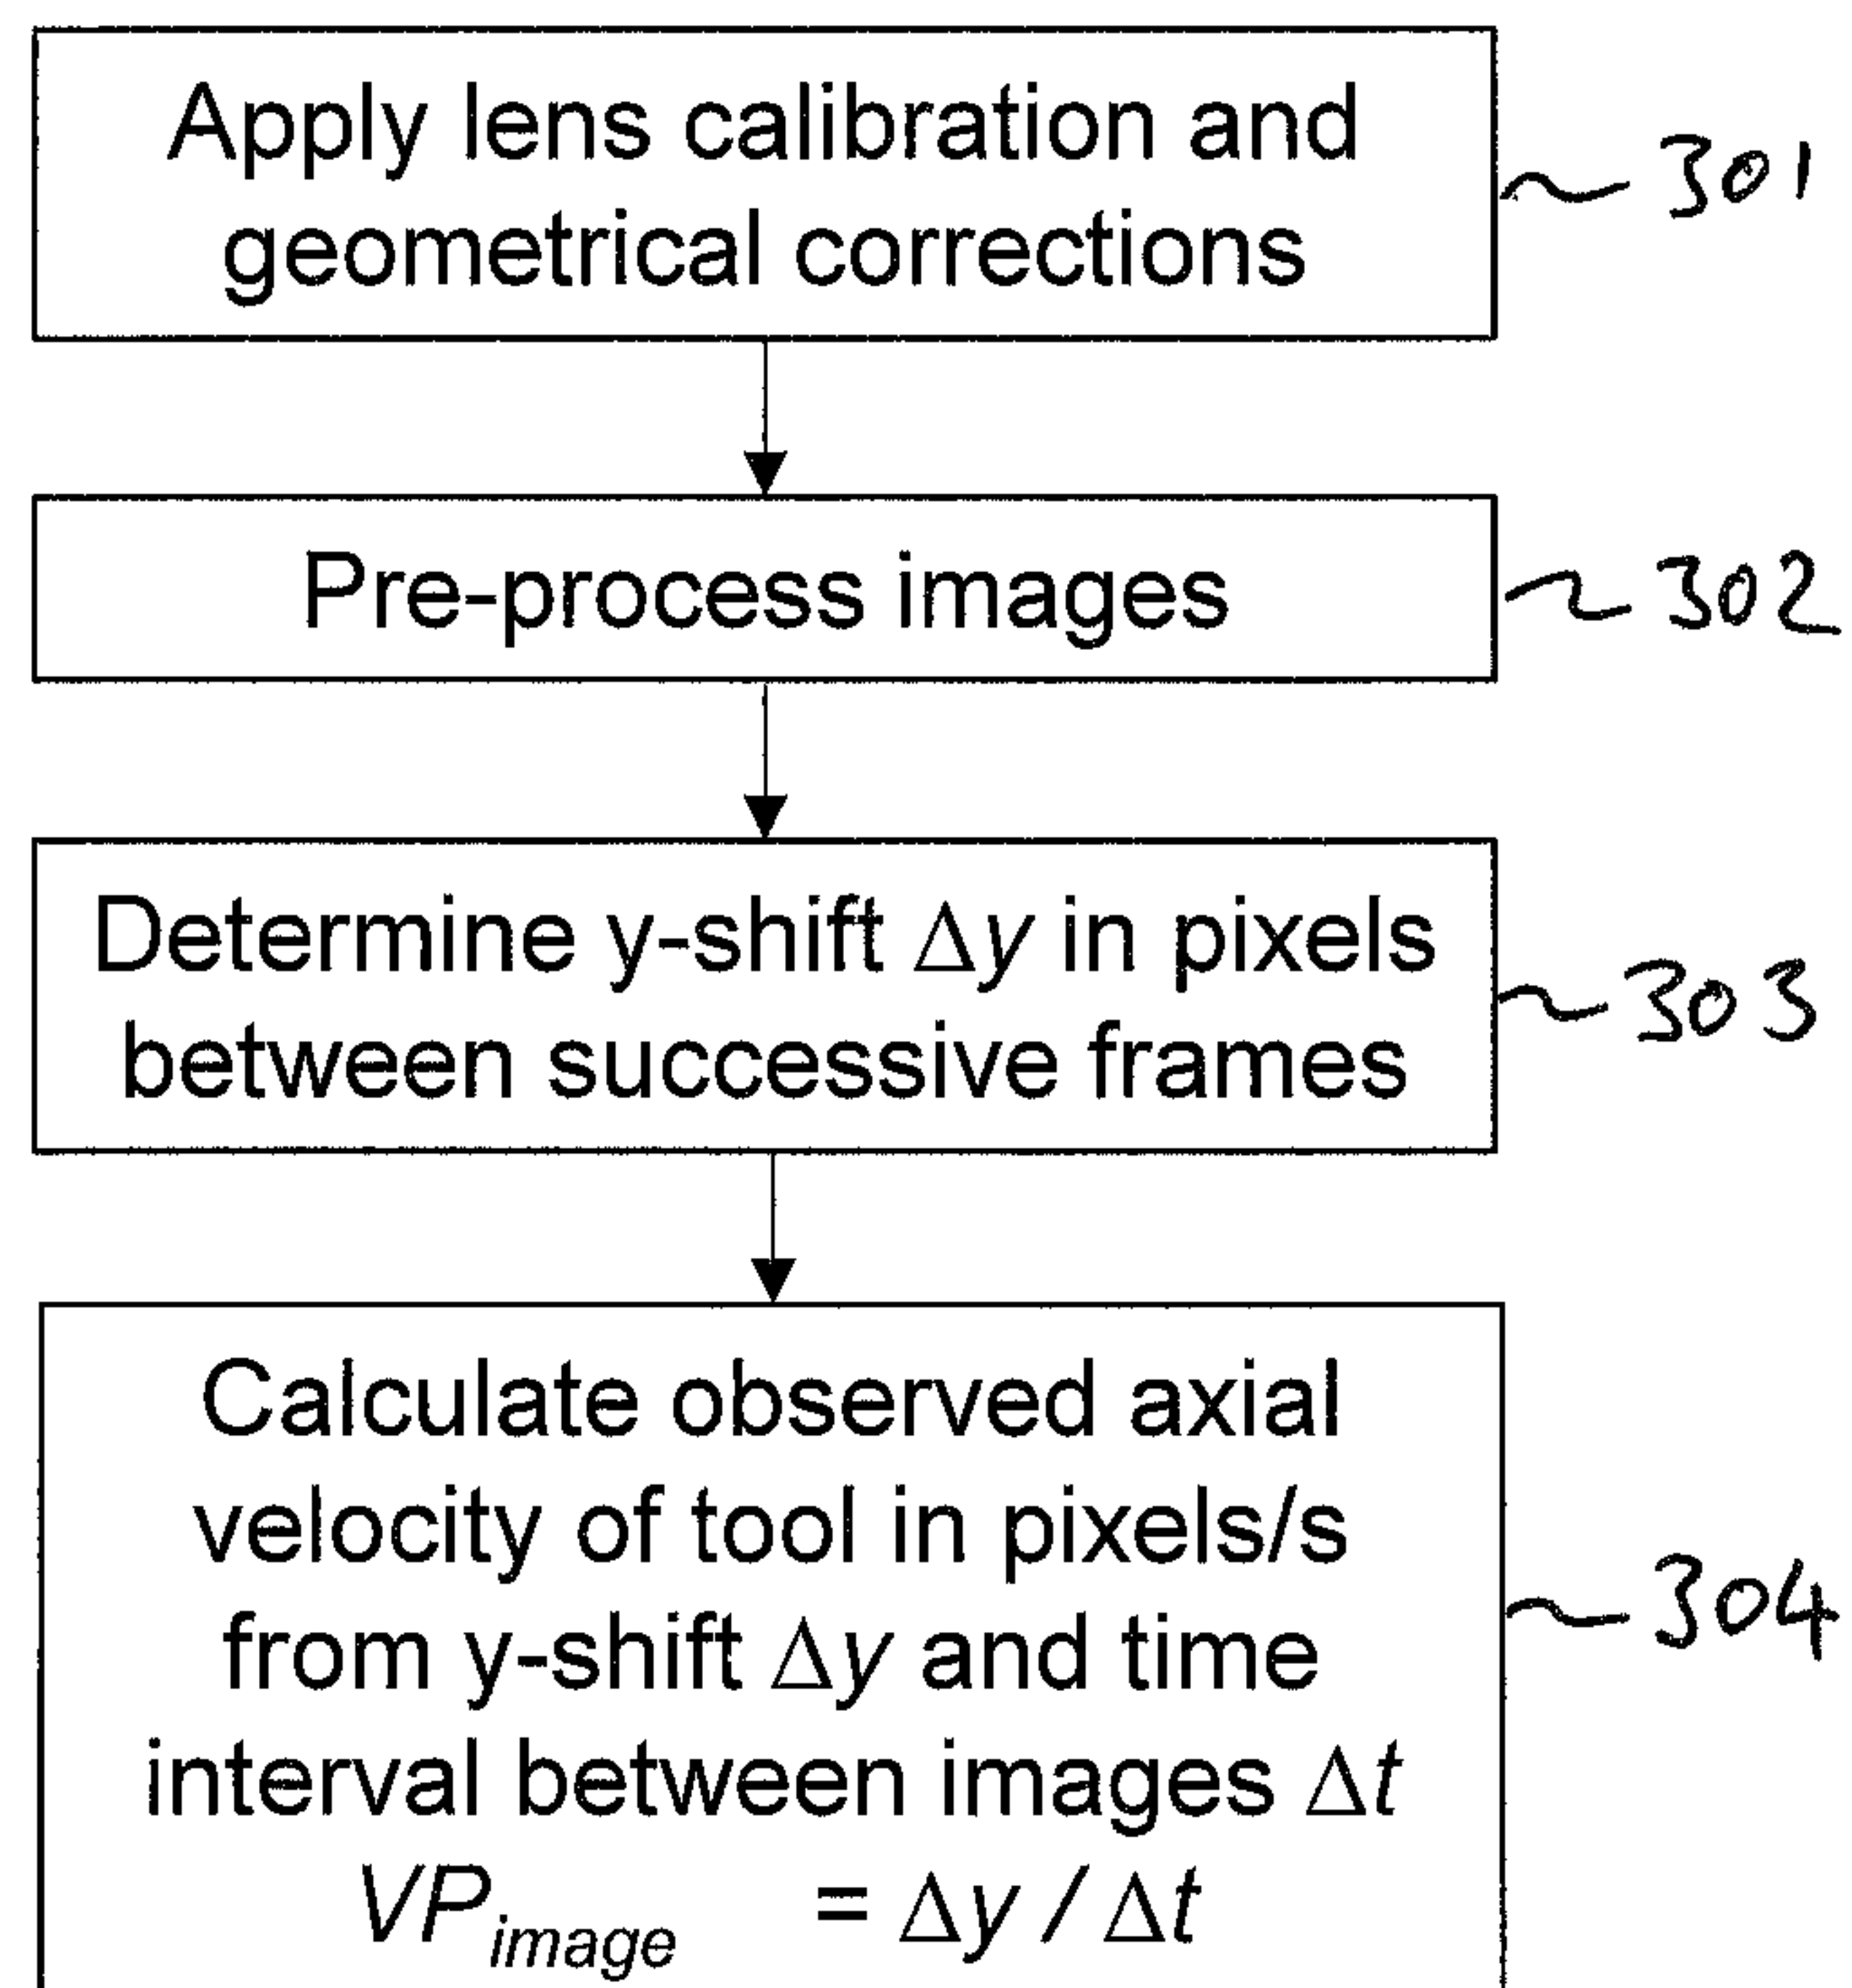 Apply lens calibration and
geometrical corrections
301
Pre-process images
302
Determine y-shift Δy in pixels
between successive frames
303
Calculate observed axial
velocity of tool in pixels/s
from y-shift Δy and time
interval between images Δt
VPimage = Δy / Δt
304